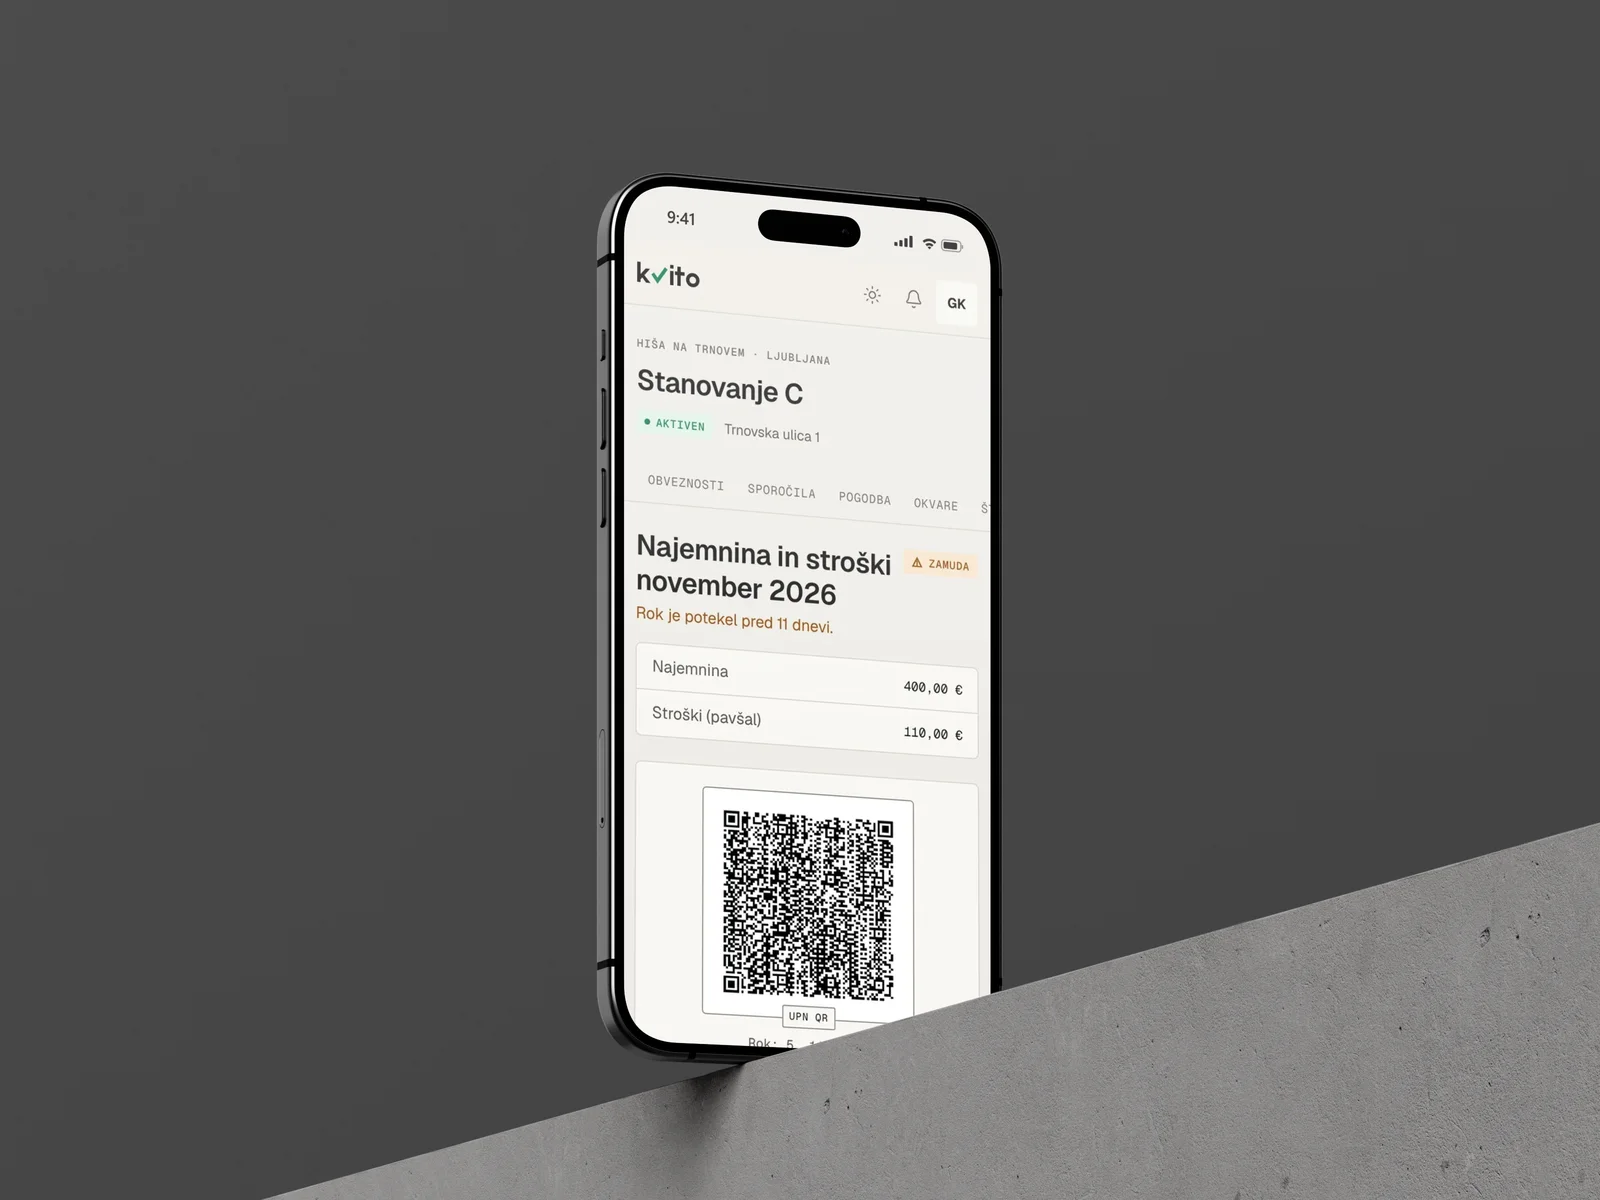 9:41
kvito
GK
HIŠA NA TRNOVEM · LJUBLJANA
Stanovanje C
AKTIVEN Trnovska ulica 1
OBVEZNOSTI SPOROČILA POGODBA OKVARE
Najemnina in stroški
november 2026
ZAMUDA
Rok je potekel pred 11 dnevi.
Najemnina 400,00 €
Stroški (pavšal) 110,00 €
UPN QR
Rok: 5.